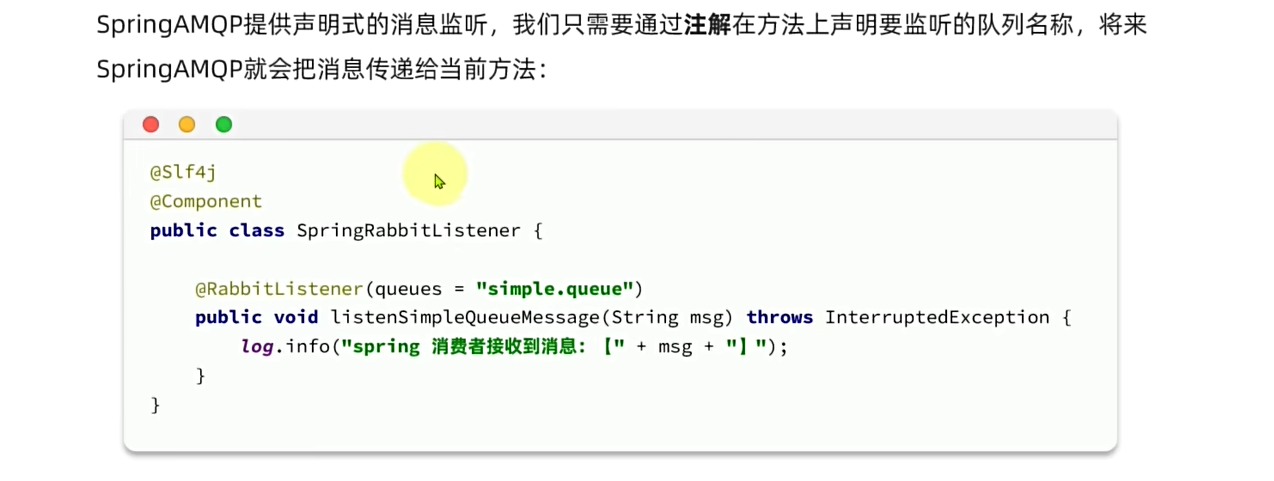 SpringAMQP提供声明式的消息监听，我们只需要通过注解在方法上声明要监听的队列名称，将来
SpringAMQP就会把消息传递给当前方法：
@Slf4j
@Component
public class SpringRabbitListener {
@RabbitListener(queues = "simple.queue")
public void listenSimpleQueueMessage(String msg) throws InterruptedException {
log.info("spring 消费者接收到消息：【" + msg + "】");
}
}